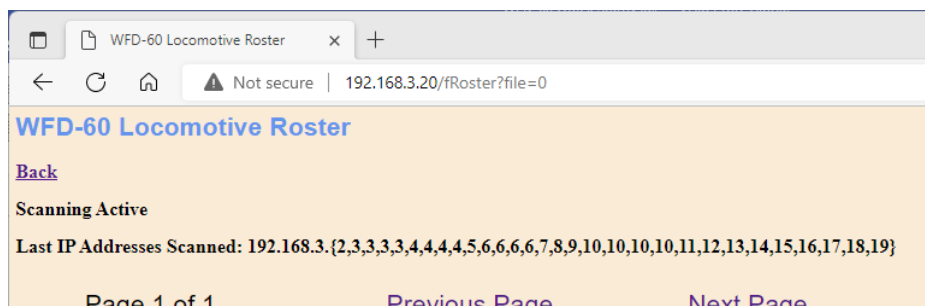 WFD-60 Locomotive Roster
Not secure 192.168.3.20/fRoster?file=0
WFD-60 Locomotive Roster
Back
Scanning Active
Last IP Addresses Scanned: 192.168.3.{2,3,3,3,3,4,4,4,4,5,6,6,6,6,7,8,9,10,10,10,10,11,12,13,14,15,16,17,18,19}
Page 1 of 1 Previous Page Next Page